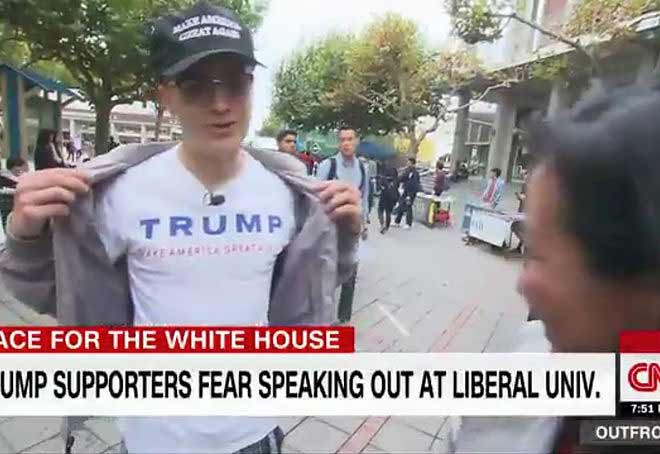 MAKE AMERICA
GREAT AGAIN
TRUMP
MAKE AMERICA GREAT
ACE FOR THE WHITE HOUSE
UMP SUPPORTERS FEAR SPEAKING OUT AT LIBERAL UNIV.
CN
7:51
OUTFRO